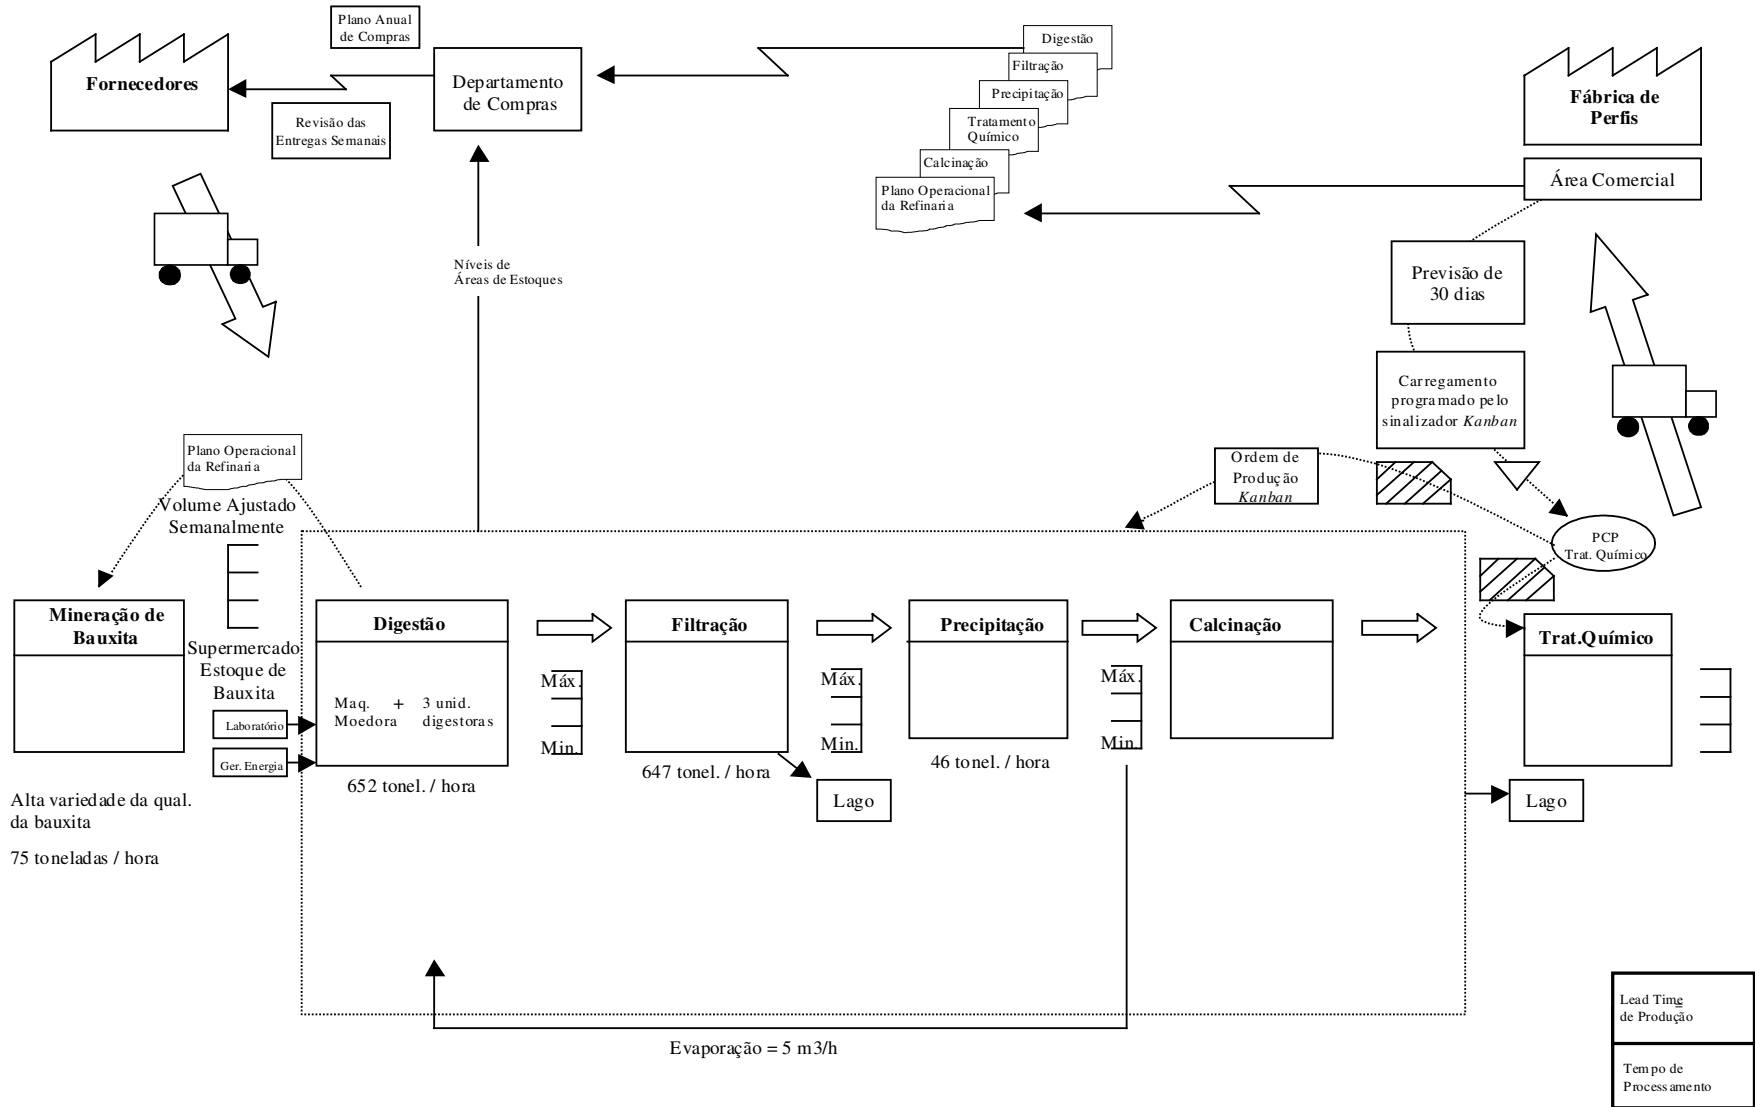 Plano Anual
de Compras
Fornecedores
Departamento
de Compras
Revisão das
Entregas Semanais
Digestão
Filtração
Precipitação
Tratamento
Químico
Calcinação
Plano Operacional
da Refinaria
Fábrica de
Perfis
Área Comercial
Níveis de
Áreas de Estoques
Previsão de
30 dias
Carregamento
programado pelo
sinalizador Kanban
Ordem de
Produção
Kanban
PCP
Trat. Químico
Plano Operacional
da Refinaria
Volume Ajustado
Semanalmente
Mineração de
Bauxita
Supermercado
Estoque de
Bauxita
Laboratório
Ger. Energia
Digestão
Maq. + 3 unid.
Moedora digestoras
652 tonel. / hora
Máx.
Min.
Filtração
647 tonel. / hora
Lago
Máx.
Min.
Precipitação
46 tonel. / hora
Máx.
Min.
Calcinação
Trat.Químico
Lago
Alta variedade da qual.
da bauxita
75 toneladas / hora
Evaporação = 5 m3/h
Lead Time
de Produção
=
Tempo de
Processamento